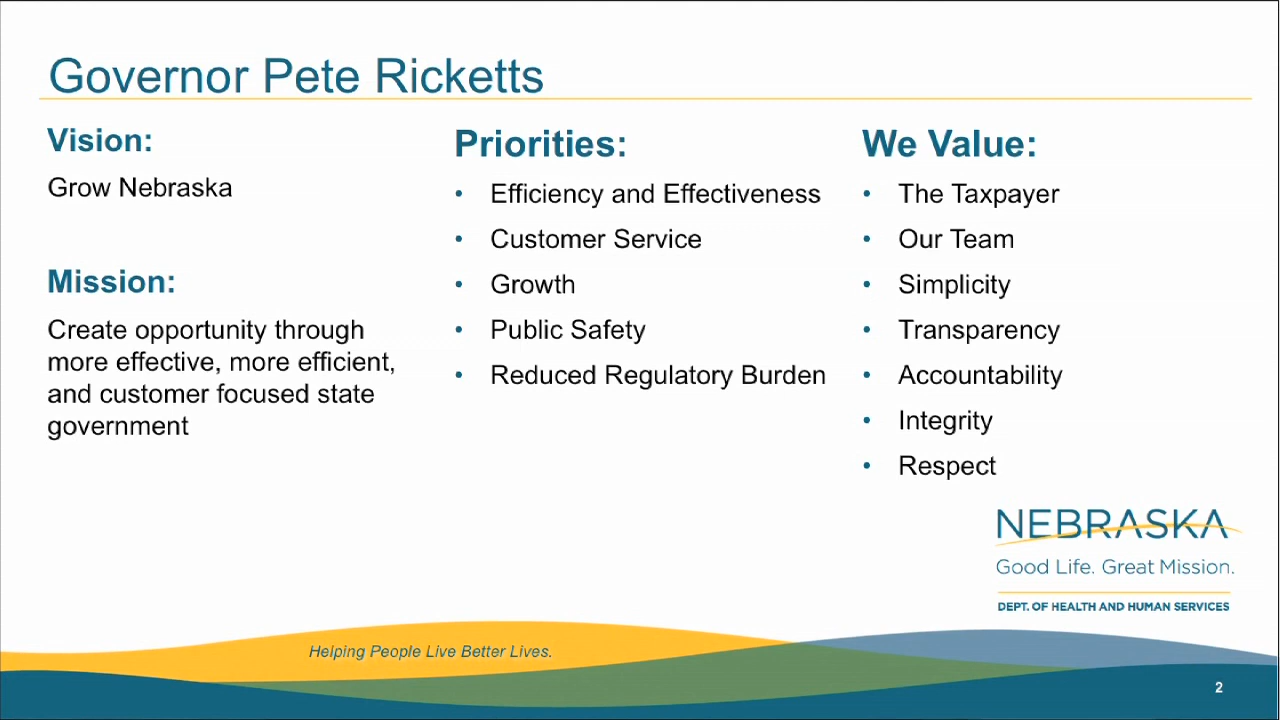 Governor Pete Ricketts
Vision:
Grow Nebraska
Mission:
Create opportunity through
more effective, more efficient,
and customer focused state
government
Priorities:
• Efficiency and Effectiveness
• Customer Service
• Growth
• Public Safety
• Reduced Regulatory Burden
We Value:
• The Taxpayer
• Our Team
• Simplicity
• Transparency
• Accountability
• Integrity
• Respect
NEBRASKA
Good Life. Great Mission.
DEPT. OF HEALTH AND HUMAN SERVICES
Helping People Live Better Lives.
2